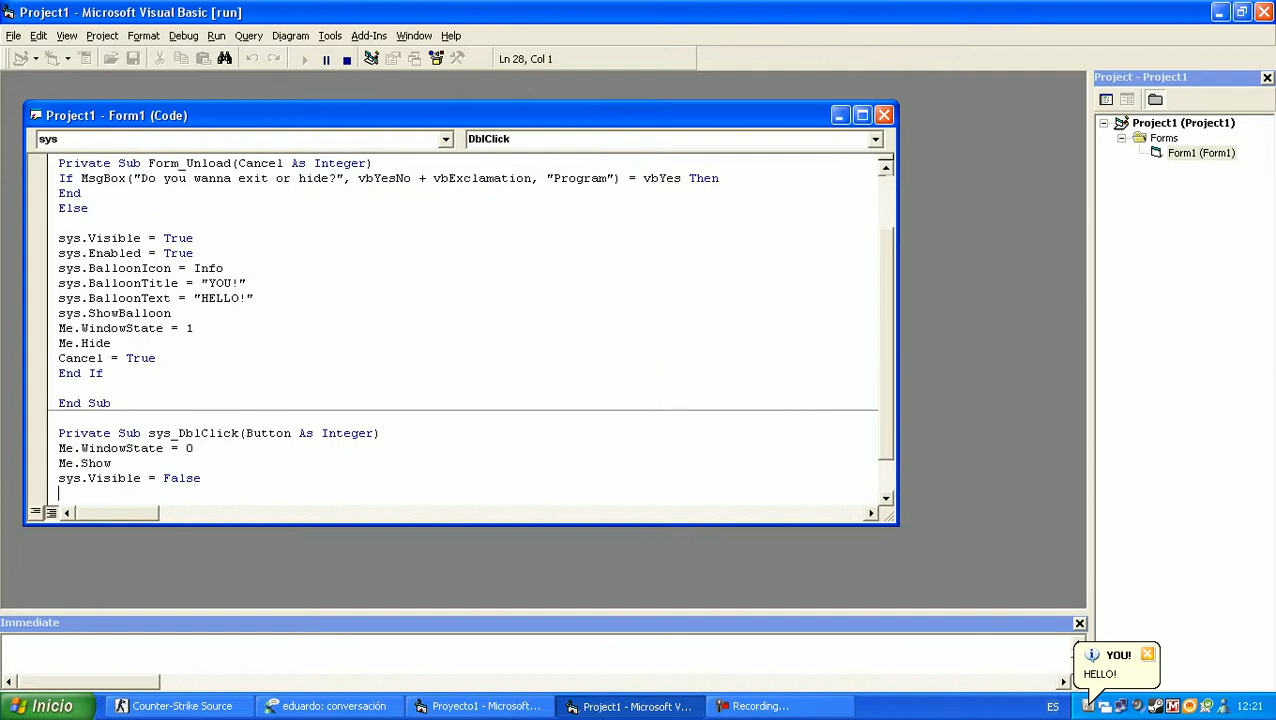 Project1 - Microsoft Visual Basic [run]
File Edit View Project Format Debug Run Query Diagram Tools Add-Ins Window Help
Ln 28, Col 1
Project - Project1
Project1 - Form1 (Code)
sys DblClick
Project1 (Project1)
Forms
Form1 (Form1)
Private Sub Form_Unload(Cancel As Integer)
If MsgBox("Do you wanna exit or hide?", vbYesNo + vbExclamation, "Program") = vbYes Then
End
Else
sys.Visible = True
sys.Enabled = True
sys.BalloonIcon = Info
sys.BalloonTitle = "YOU!"
sys.BalloonText = "HELLO!"
sys.ShowBalloon
Me.WindowState = 1
Me.Hide
Cancel = True
End If
End Sub
Private Sub sys_DblClick(Button As Integer)
Me.WindowState = 0
Me.Show
sys.Visible = False
Immediate
YOU!
HELLO!
Inicio Counter-Strike Source eduardo: conversación Proyecto1 - Microsoft... Project1 - Microsoft V... Recording... ES 12:21